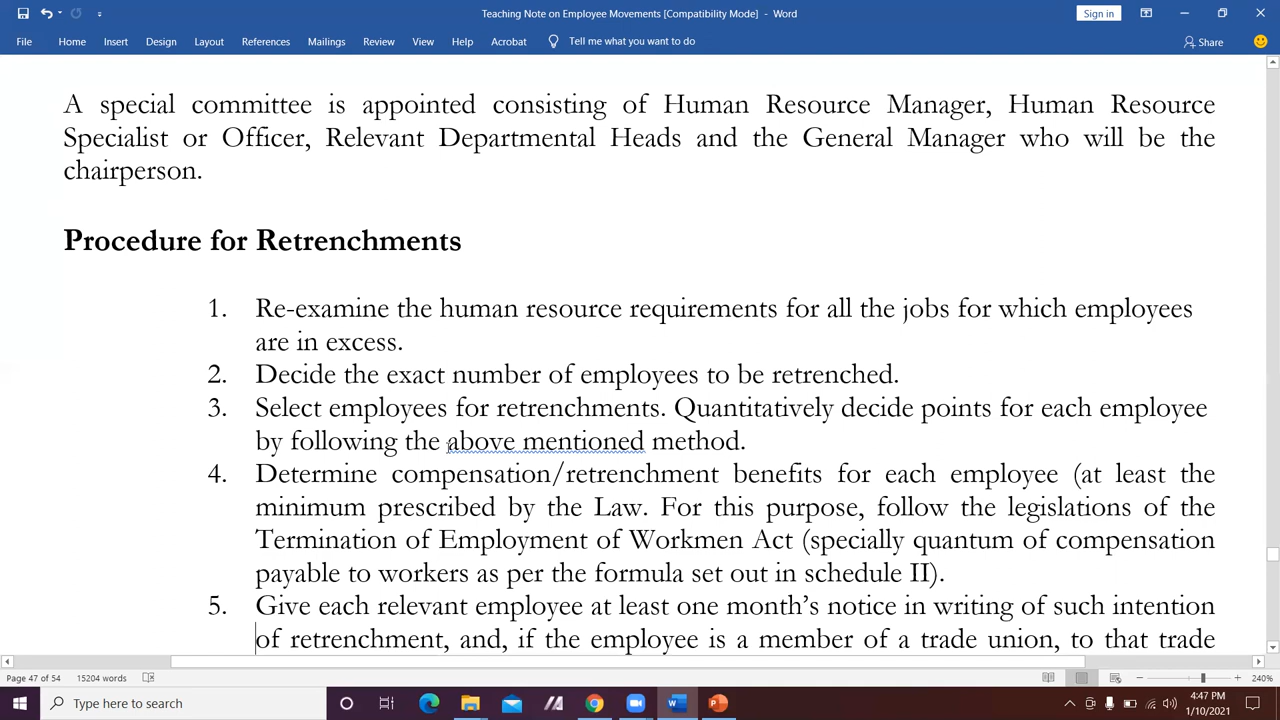 Teaching Note on Employee Movements [Compatibility Mode] - Word
Sign in
File Home Insert Design Layout References Mailings Review View Help Acrobat Tell me what you want to do Share
A special committee is appointed consisting of Human Resource Manager, Human Resource
Specialist or Officer, Relevant Departmental Heads and the General Manager who will be the
chairperson.
Procedure for Retrenchments
1. Re-examine the human resource requirements for all the jobs for which employees
are in excess.
2. Decide the exact number of employees to be retrenched.
3. Select employees for retrenchments. Quantitatively decide points for each employee
by following the above mentioned method.
4. Determine compensation/retrenchment benefits for each employee (at least the
minimum prescribed by the Law. For this purpose, follow the legislations of the
Termination of Employment of Workmen Act (specially quantum of compensation
payable to workers as per the formula set out in schedule II).
5. Give each relevant employee at least one month's notice in writing of such intention
of retrenchment, and, if the employee is a member of a trade union, to that trade
Page 47 of 54 15204 words 240%
Type here to search
4:47 PM
1/10/2021